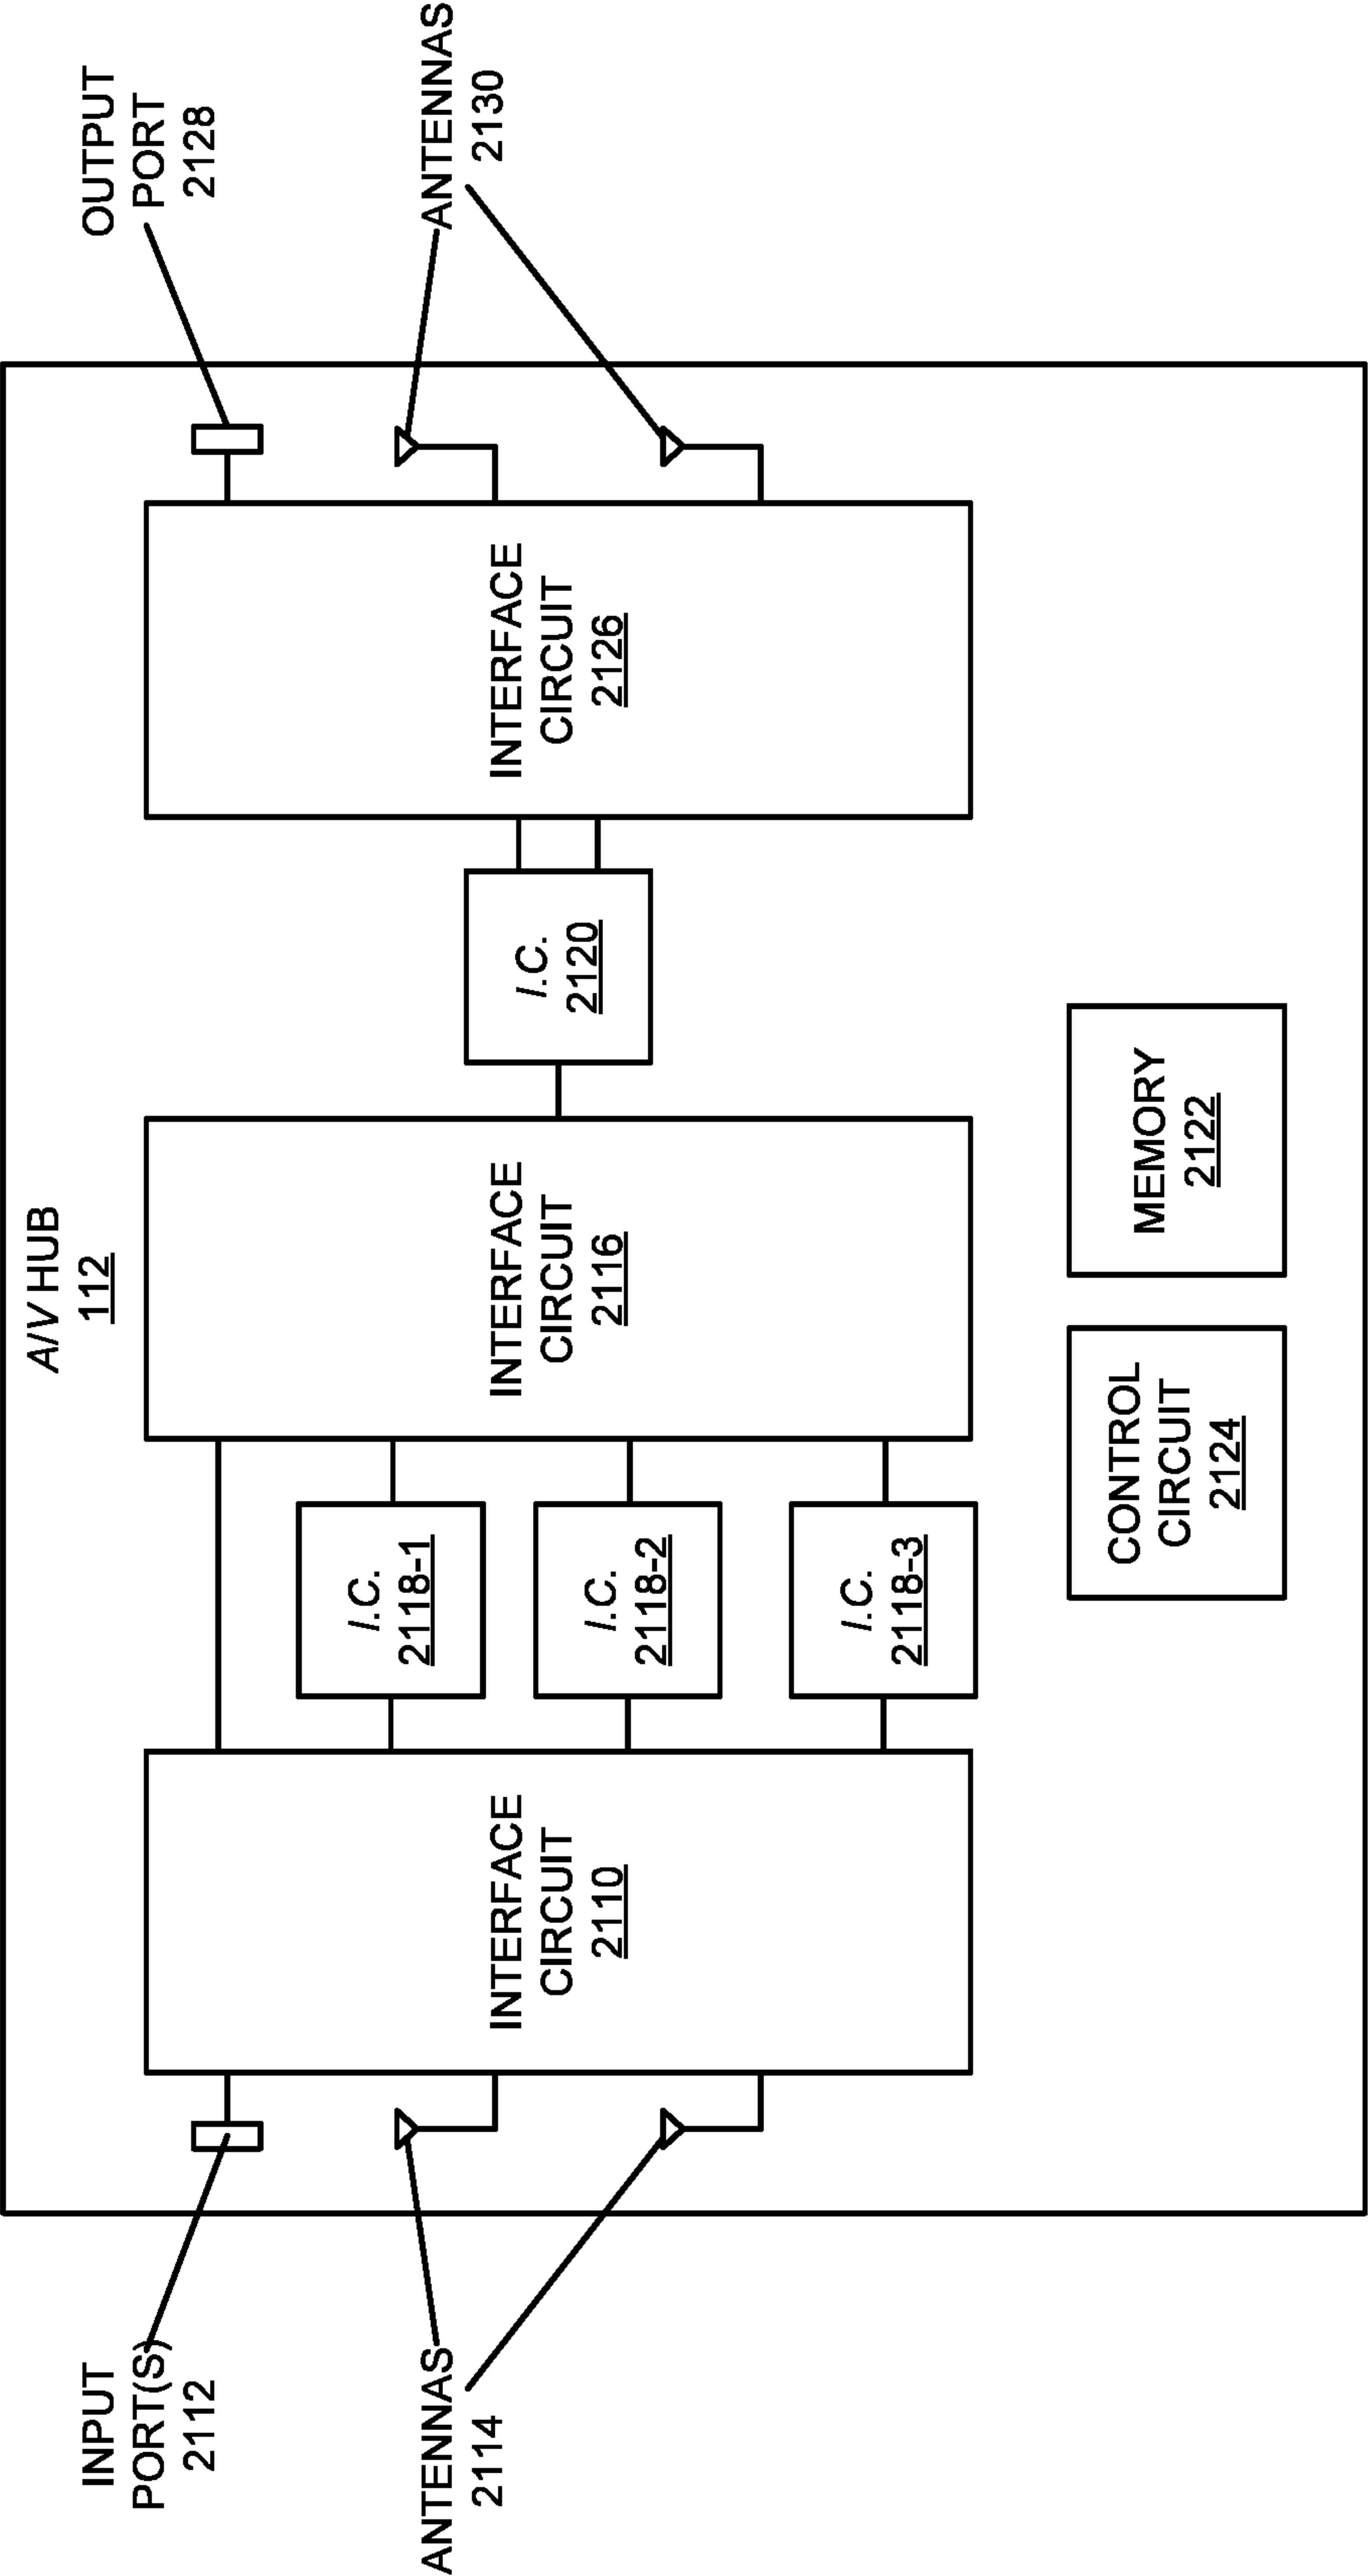 A/V HUB
112
INPUT
PORT(S)
2112
ANTENNAS
2114
INTERFACE
CIRCUIT
2110
I.C.
2118-1
I.C.
2118-2
I.C.
2118-3
INTERFACE
CIRCUIT
2116
I.C.
2120
INTERFACE
CIRCUIT
2126
OUTPUT
PORT
2128
ANTENNAS
2130
CONTROL
CIRCUIT
2124
MEMORY
2122